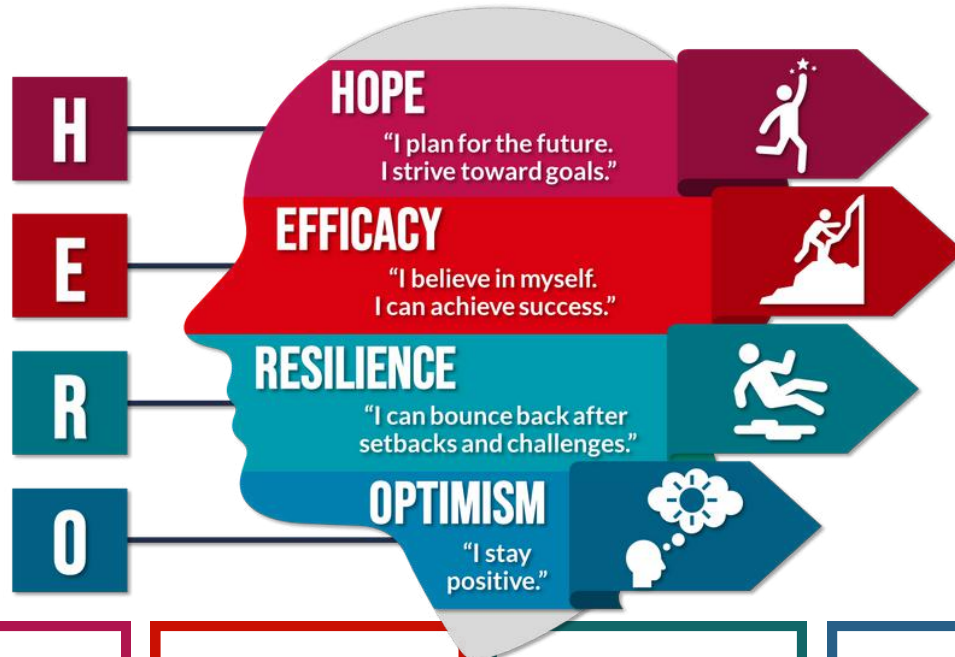 H
HOPE
“I plan for the future.
I strive toward goals.”
E
EFFICACY
“I believe in myself.
I can achieve success.”
R
RESILIENCE
“I can bounce back after
setbacks and challenges.”
O
OPTIMISM
“I stay
positive.”